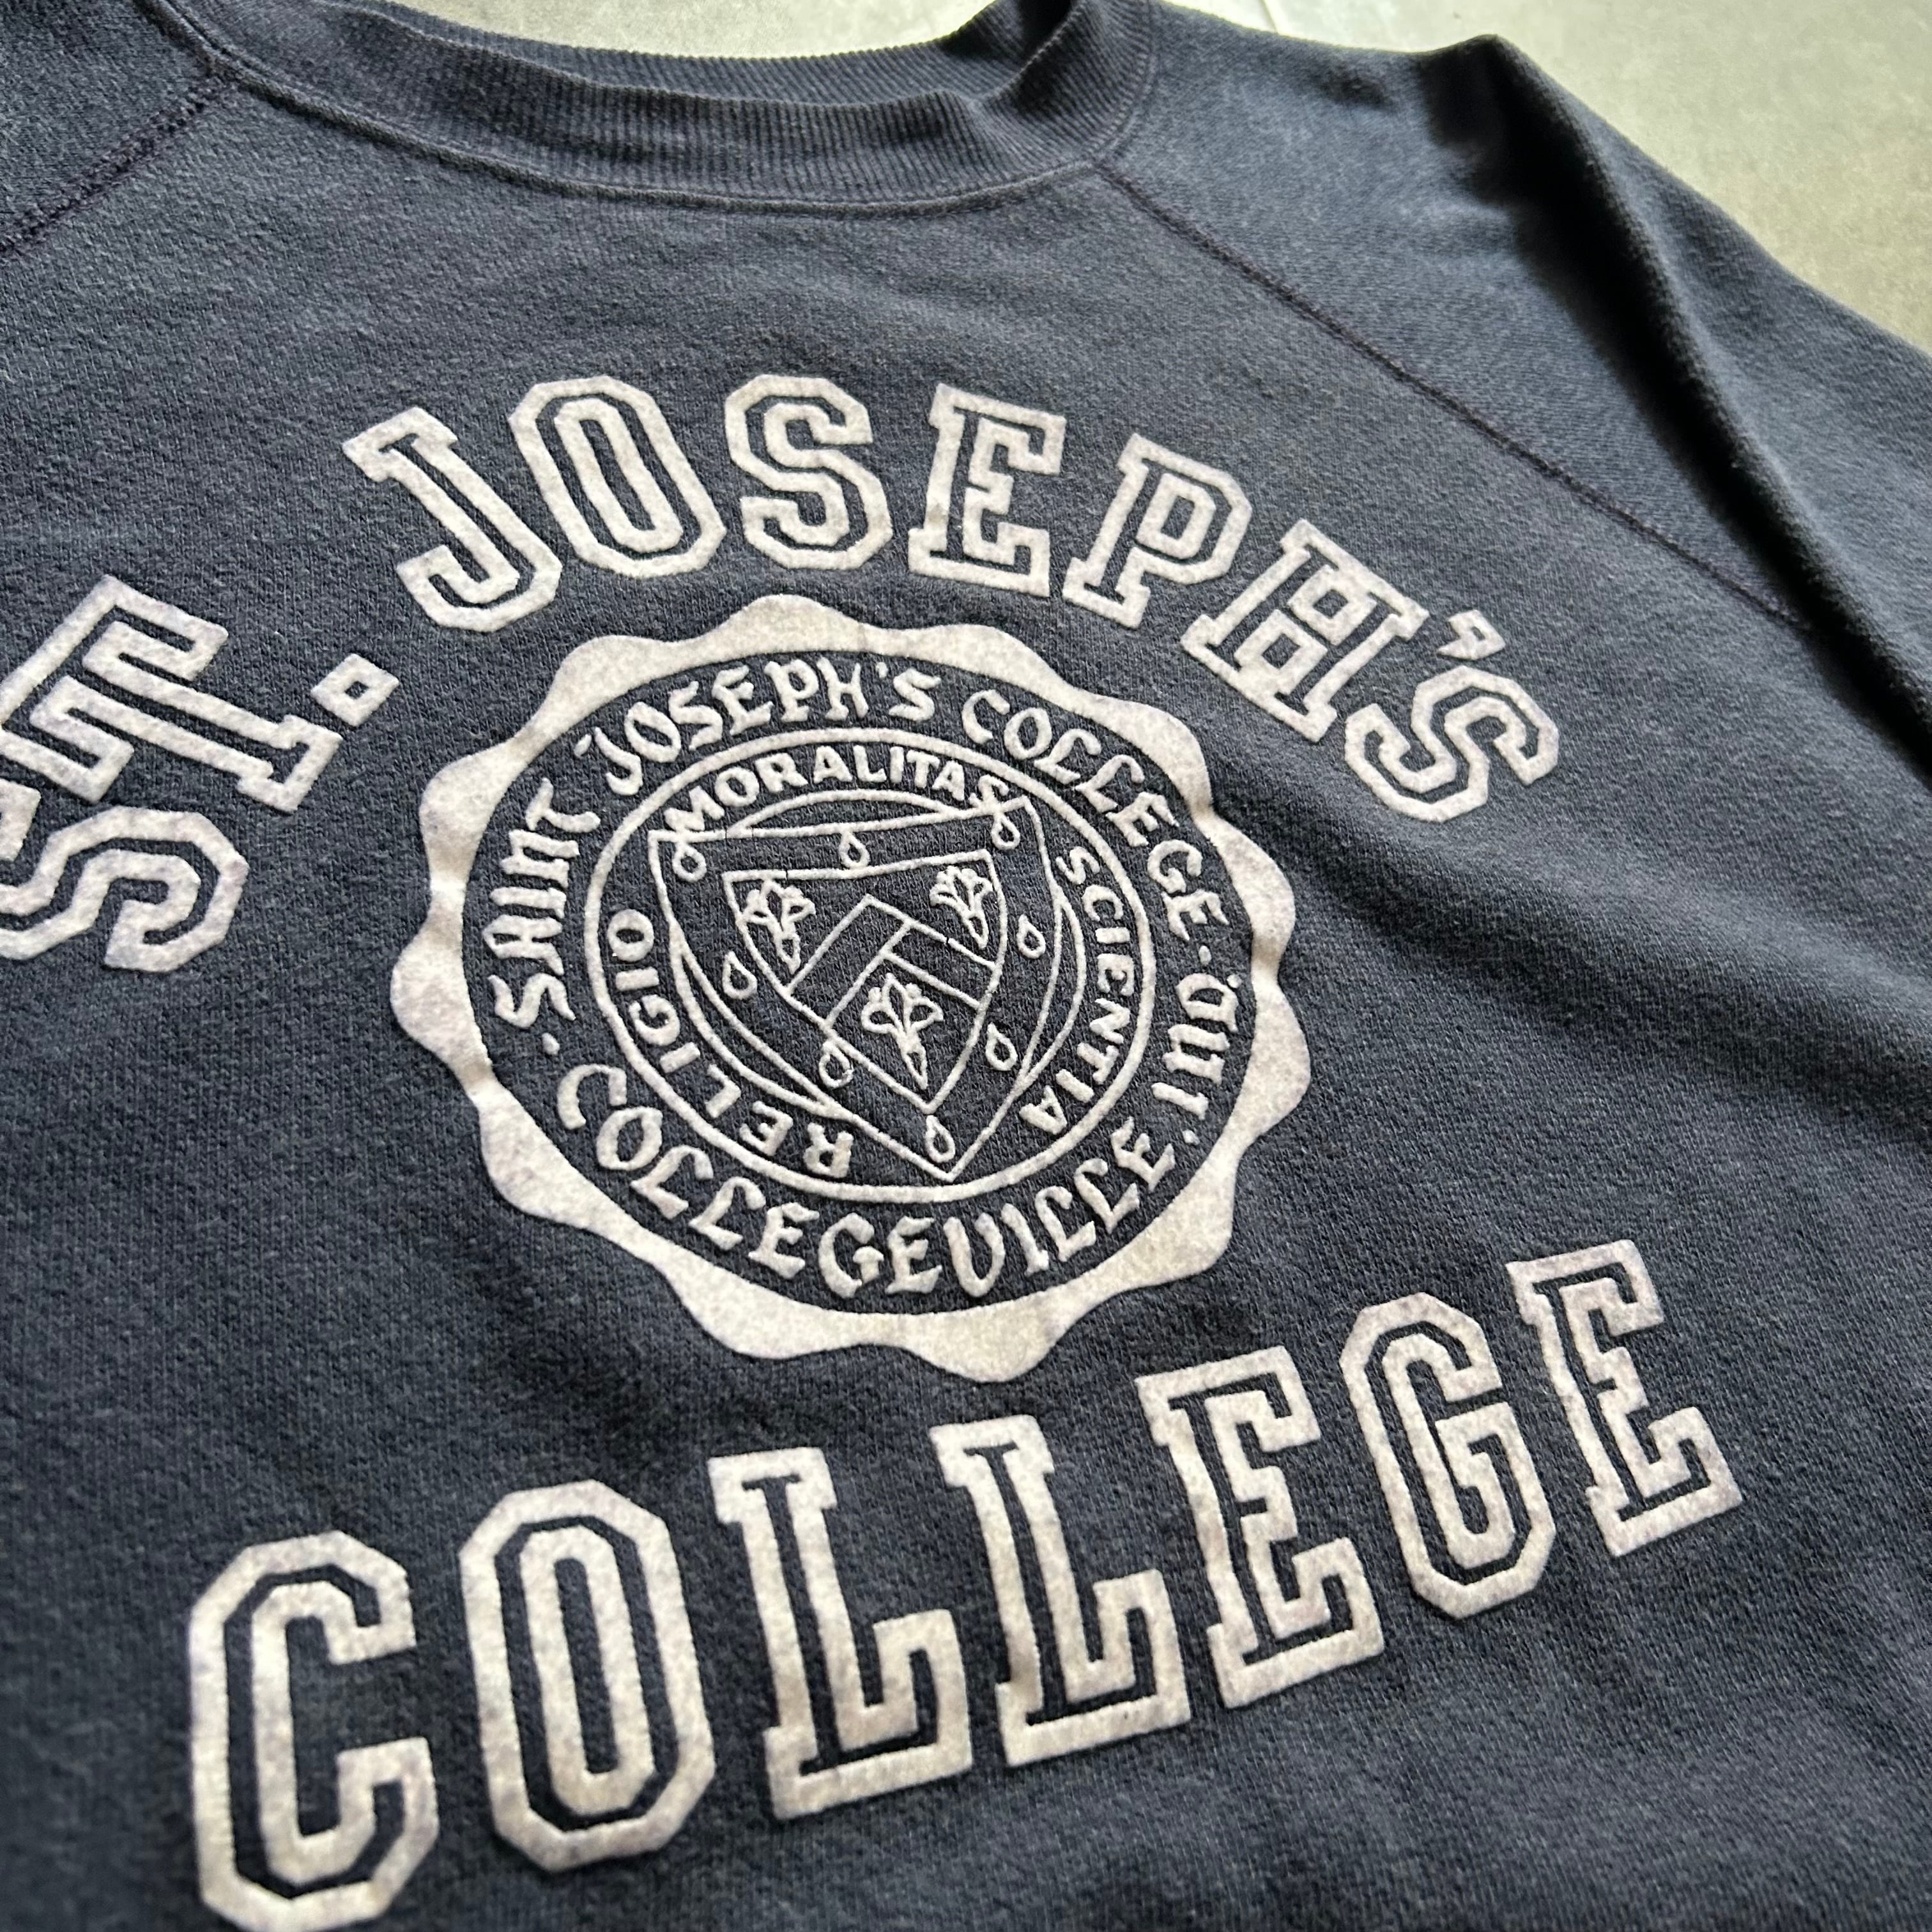 ST. JOSEPH'S
SAINT JOSEPH'S COLLEGE · IND.
· COLLEGEVILLE,
MORALITAS
SCIENTIA
RELIGIO
COLLEGE